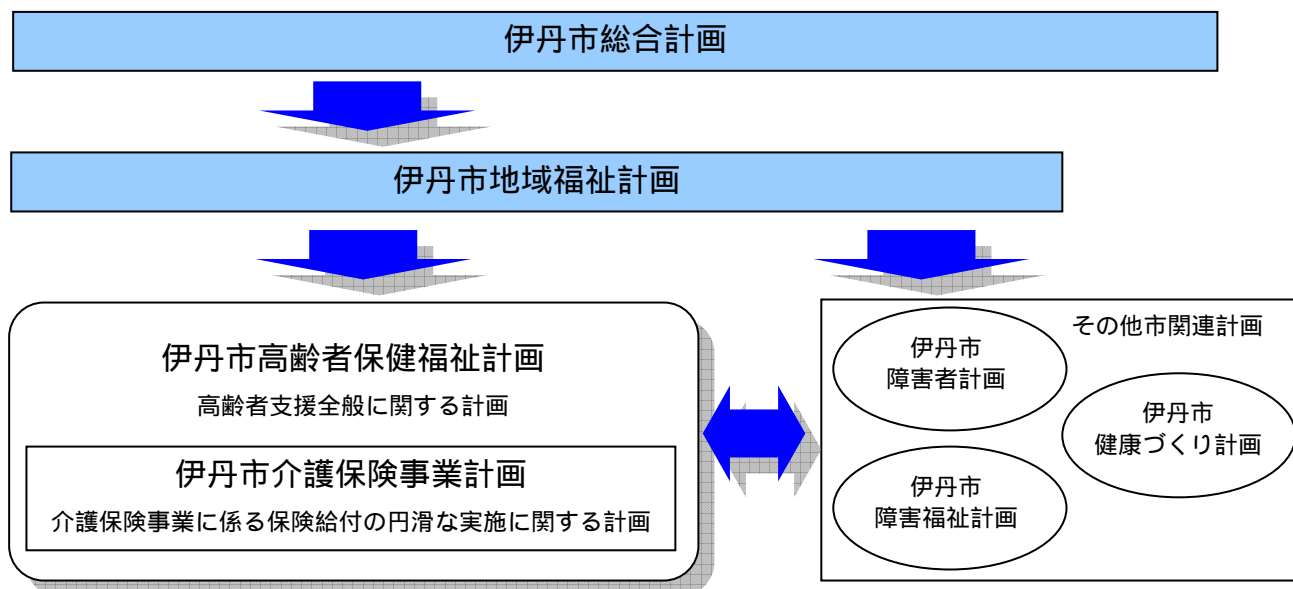 伊丹市総合計画
伊丹市地域福祉計画
伊丹市高齢者保健福祉計画
高齢者支援全般に関する計画
伊丹市介護保険事業計画
介護保険事業に係る保険給付の円滑な実施に関する計画
その他市関連計画
伊丹市
障害者計画
伊丹市
健康づくり計画
伊丹市
障害福祉計画